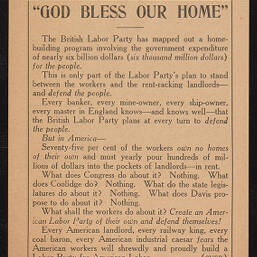 "GOD BLESS OUR HOME"
The British Labor Party has mapped out a home-
building program involving the government expenditure
of nearly six billion dollars (six thousand million dollars)
for the people.
This is only part of the Labor Party's plan to stand
between the workers and the rent-racking landlords—
and defend the people.
Every banker, every mine-owner, every ship-owner,
every master in England knows—and knows well—that
the British Labor Party plans at every turn to defend
the people.
But in America—
Seventy-five per cent of the workers own no homes
of their own and must yearly pour hundreds of mil-
lions of dollars into the pockets of landlords—in rent.
What does Congress do about it? Nothing. What
does Coolidge do? Nothing. What do the state legis-
latures do about it? Nothing. What does Davis pro-
pose to do about it? Nothing.
What shall the workers do about it? Create an Amer-
ican Labor Party of their own and defend themselves!
Every American landlord, every railway king, every
coal baron, every American industrial caesar fears the
American workers will shrewdly and proudly build a
Labor Party for American Labor. (OVER)